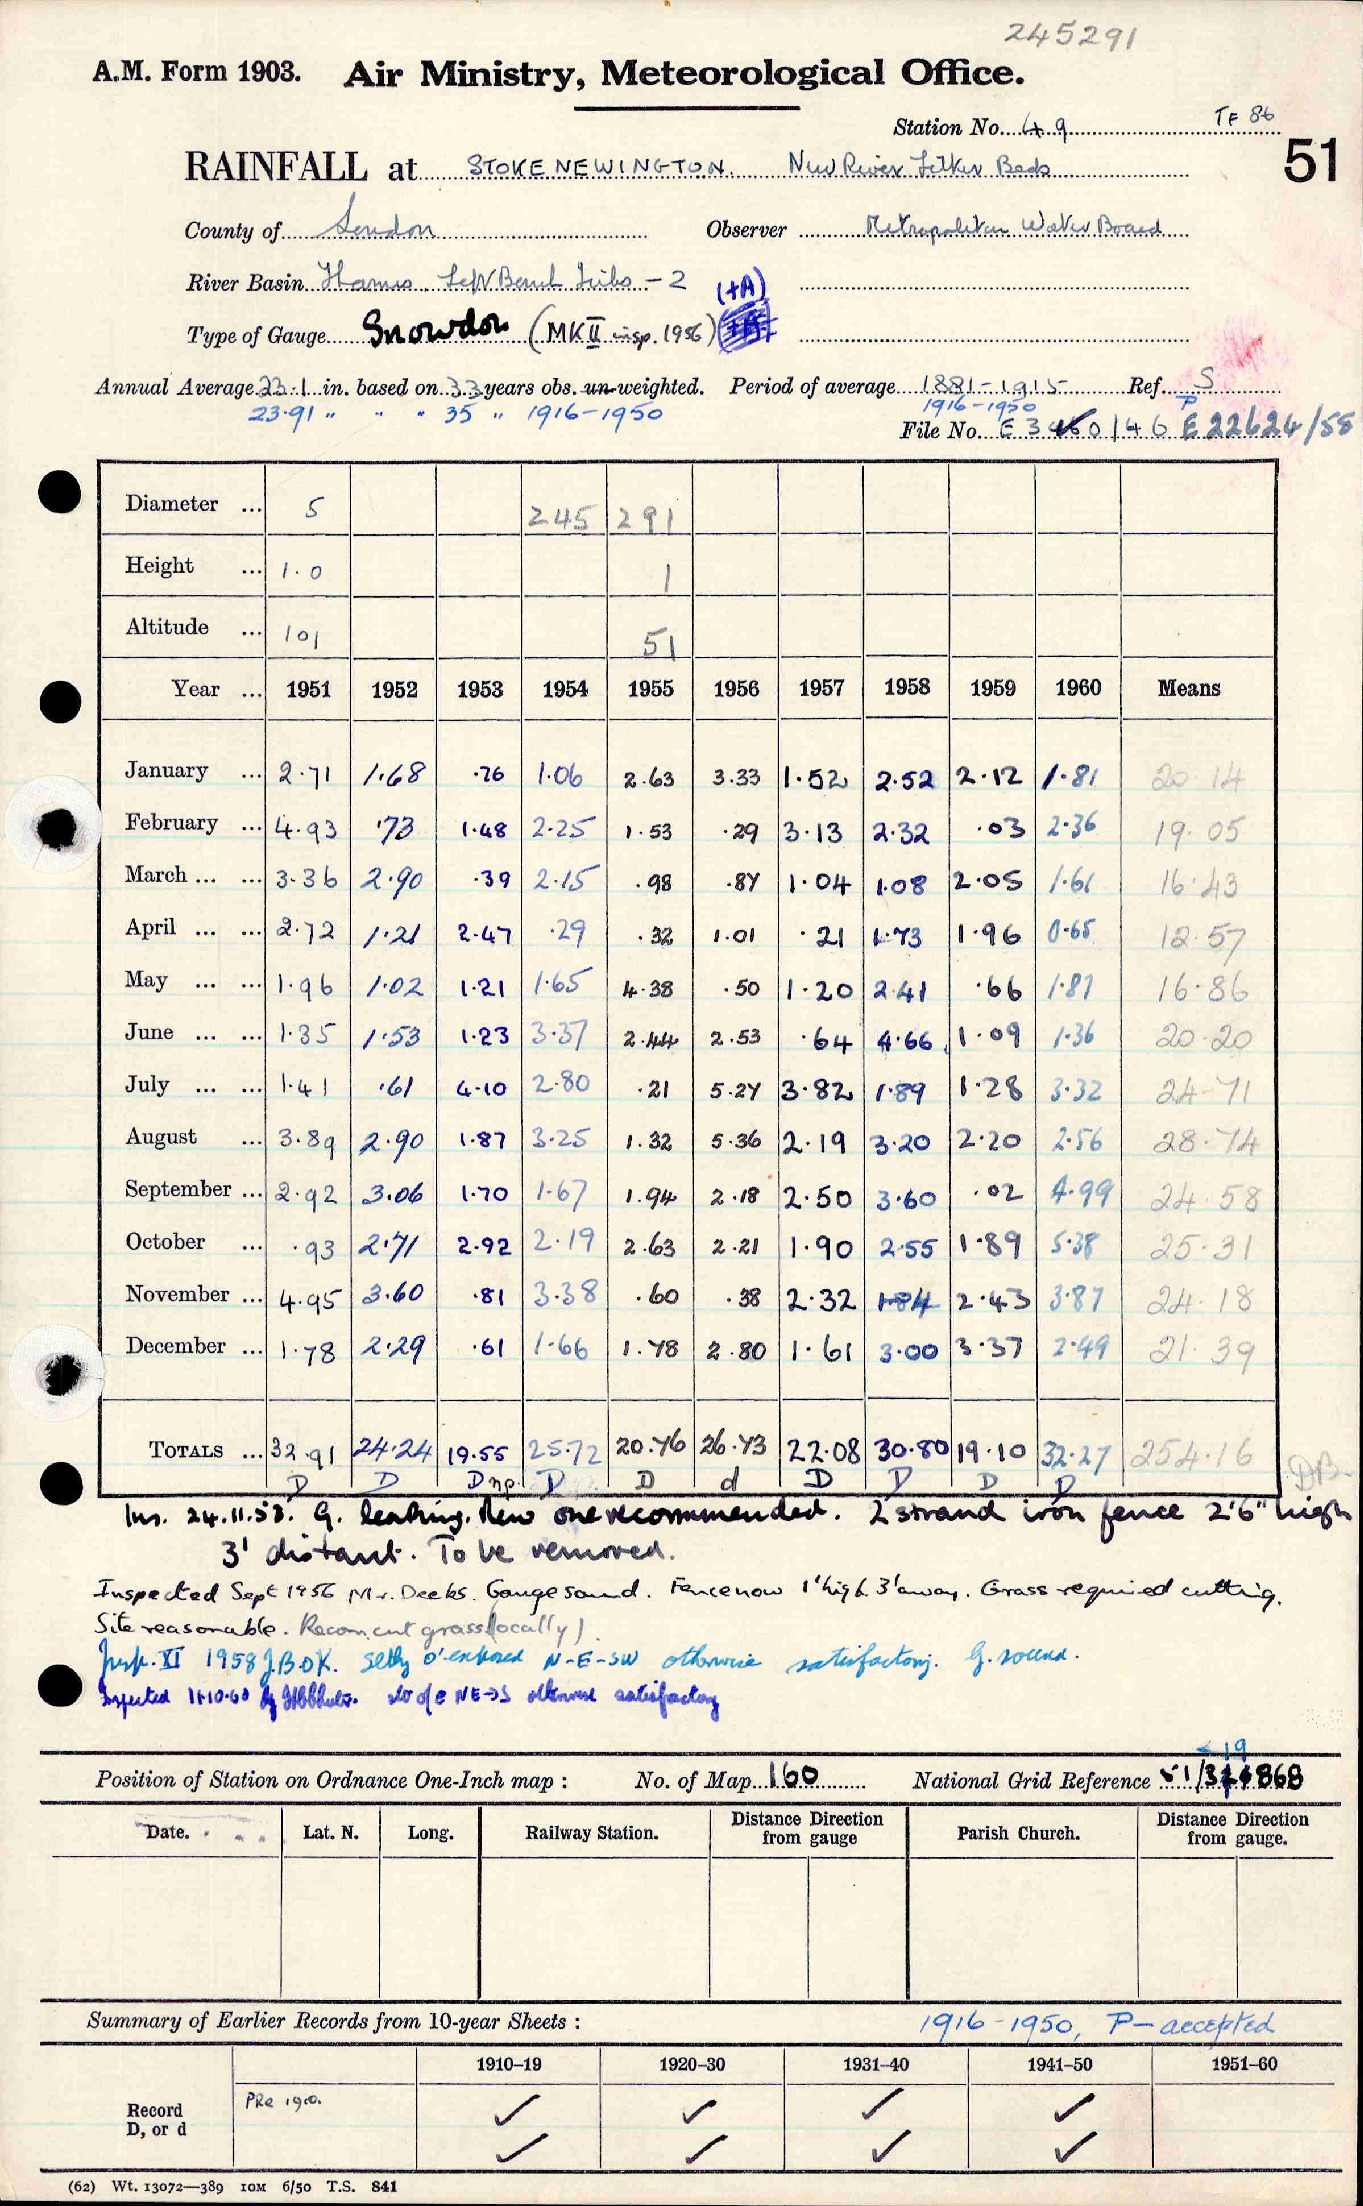 245291
A.M. Form 1903. Air Ministry, Meteorological Office.
Station No. 49 TF 86
RAINFALL at STOKE NEWINGTON. New River Filter Beds 51
County of London Observer Metropolitan Water Board
River Basin Thames Left Bank Tribs - 2 (+A)
Type of Gauge Snowdon (MK II insp. 1956)
Annual Average 23.1 in. based on 33 years obs. un-weighted. Period of average 1881-1915 Ref. S
23.91 " " " 35 " 1916-1950 1916-1950 P
File No. E 3460/46 E22624/58
Diameter ... 5 245 291
Height ... 1.0 1
Altitude ... 101 51
Year ... 1951 1952 1953 1954 1955 1956 1957 1958 1959 1960 Means
January ... 2.71 1.68 .76 1.06 2.63 3.33 1.52 2.52 2.12 1.81 20.14
February ... 4.93 .73 1.48 2.25 1.53 .29 3.13 2.32 .03 2.36 19.05
March ... ... 3.36 2.90 .39 2.15 .98 .87 1.04 1.08 2.05 1.61 16.43
April ... ... 2.72 1.21 2.47 .29 .32 1.01 .21 1.73 1.96 0.65 12.57
May ... ... 1.96 1.02 1.21 1.65 4.38 .50 1.20 2.41 .66 1.87 16.86
June ... ... 1.35 1.53 1.23 3.37 2.44 2.53 .64 4.66 1.09 1.36 20.20
July ... ... 1.41 .61 4.10 2.80 .21 5.27 3.82 1.89 1.28 3.32 24.71
August ... 3.89 2.90 1.87 3.25 1.32 5.36 2.19 3.20 2.20 2.56 28.74
September ... 2.92 3.06 1.70 1.67 1.94 2.18 2.50 3.60 .02 4.99 24.58
October ... .93 2.71 2.92 2.19 2.63 2.21 1.90 2.55 1.89 5.38 25.31
November ... 4.95 3.60 .81 3.38 .60 .38 2.32 1.84 2.43 3.87 24.18
December ... 1.78 2.29 .61 1.66 1.78 2.80 1.61 3.00 3.37 2.49 21.39
TOTALS ... 32.91 24.24 19.55 25.72 20.76 26.73 22.08 30.80 19.10 32.27 254.16
D D D np. D D d D D D D DB.
Ins. 24.11.53. G. leaking. New one recommended. 2 strand iron fence 2'6" high
3' distant. To be removed.
Inspected Sept 1956 Mr. Deeks. Gauge sound. Fence now 1' high 3' away. Grass required cutting.
Site reasonable. Recom cut grass (locally)
Insp. XI 1958 J.B.O.K. Sltly o'exposed N-E-SW otherwise satisfactory. G. sound.
Inspected 11.10.60 by slt o/e NE→S otherwise satisfactory
19
Position of Station on Ordnance One-Inch map : No. of Map 160 National Grid Reference 51/324868
Date. Lat. N. Long. Railway Station. Distance Direction from gauge Parish Church. Distance Direction from gauge.
Summary of Earlier Records from 10-year Sheets : 1916-1950, P-accepted
1910–19 1920–30 1931–40 1941–50 1951–60
Pre 1910. ✓ ✓ ✓ ✓
Record
D, or d ✓ ✓ ✓ ✓
(62) Wt. 13072—389 10M 6/50 T.S. 841